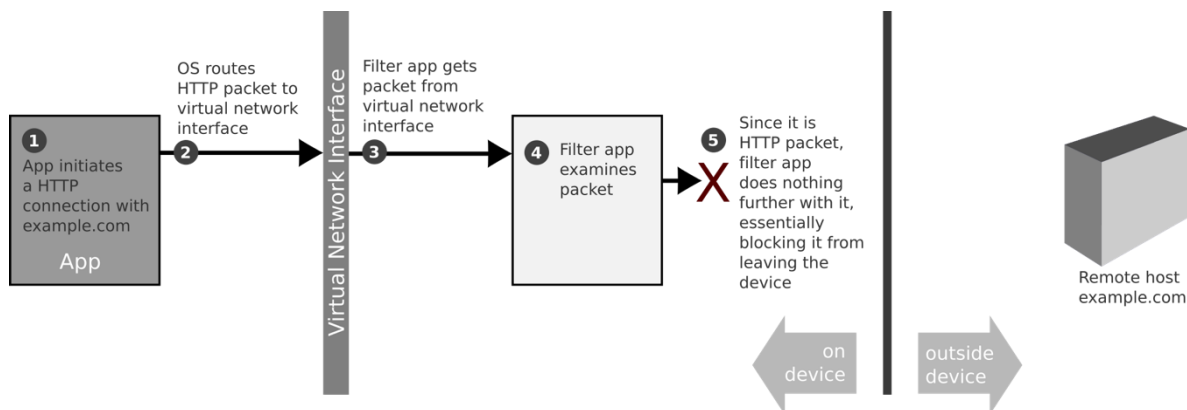 1
App initiates
a HTTP
connection with
example.com
App
OS routes
HTTP packet to
virtual network
interface
2
Virtual Network Interface
Filter app gets
packet from
virtual network
interface
3
4
Filter app
examines
packet
5
X
Since it is
HTTP packet,
filter app
does nothing
further with it,
essentially
blocking it from
leaving the
device
on
device
outside
device
Remote host
example.com